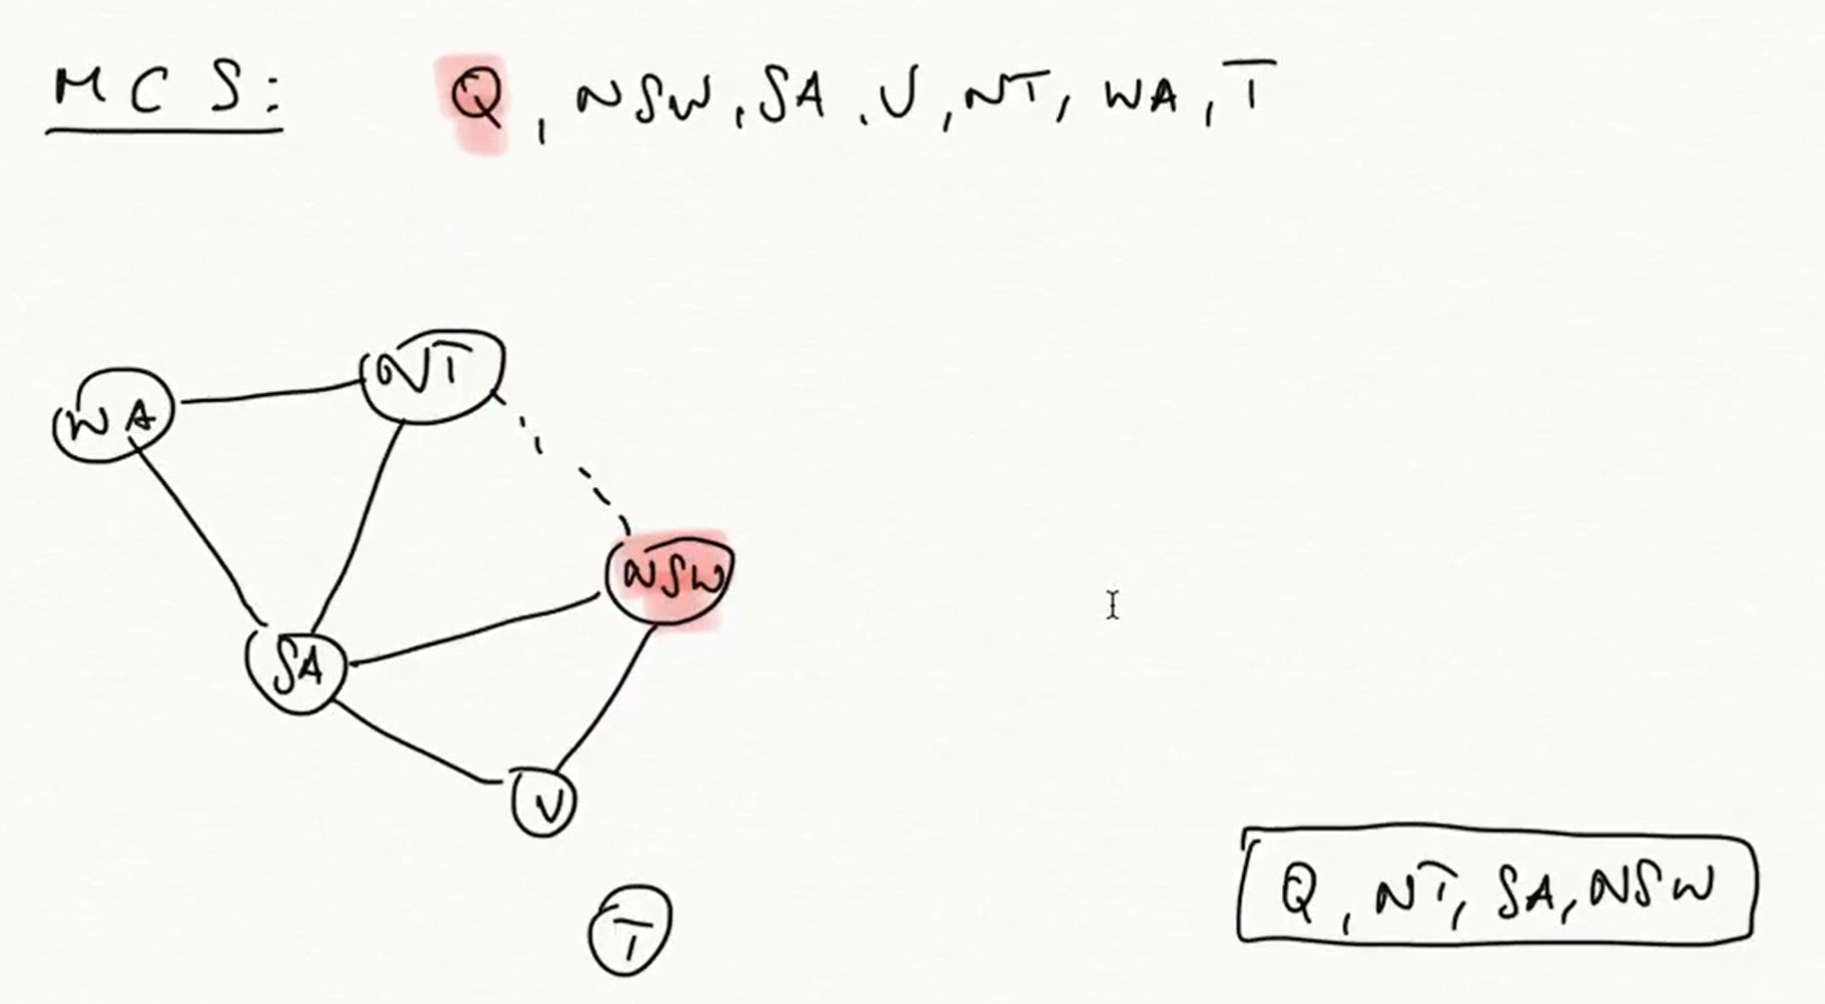 MCS: Q, NSW, SA, V, NT, WA, T
NT
WA
NSW
SA
V
T
Q, NT, SA, NSW